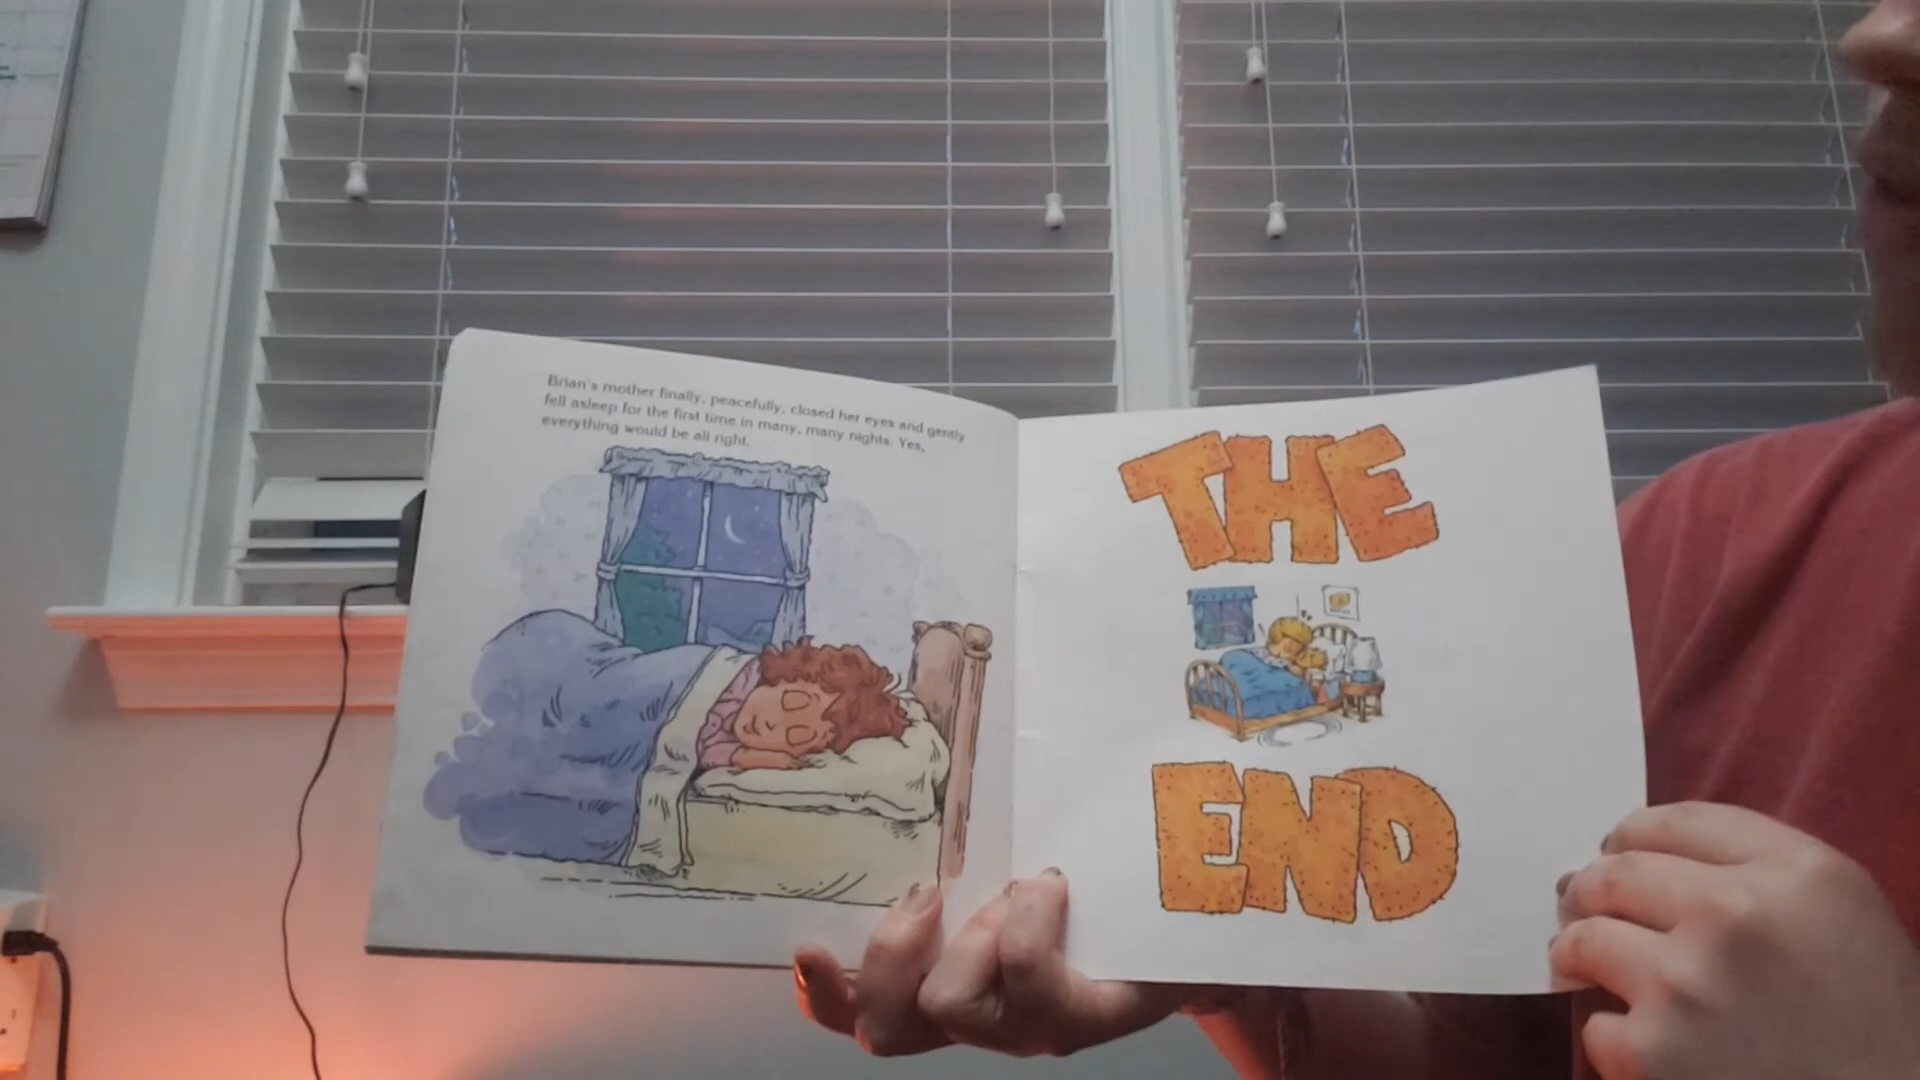 Brian's mother finally, peacefully, closed her eyes and gently
fell asleep for the first time in many, many nights. Yes,
everything would be all right.
THE
END